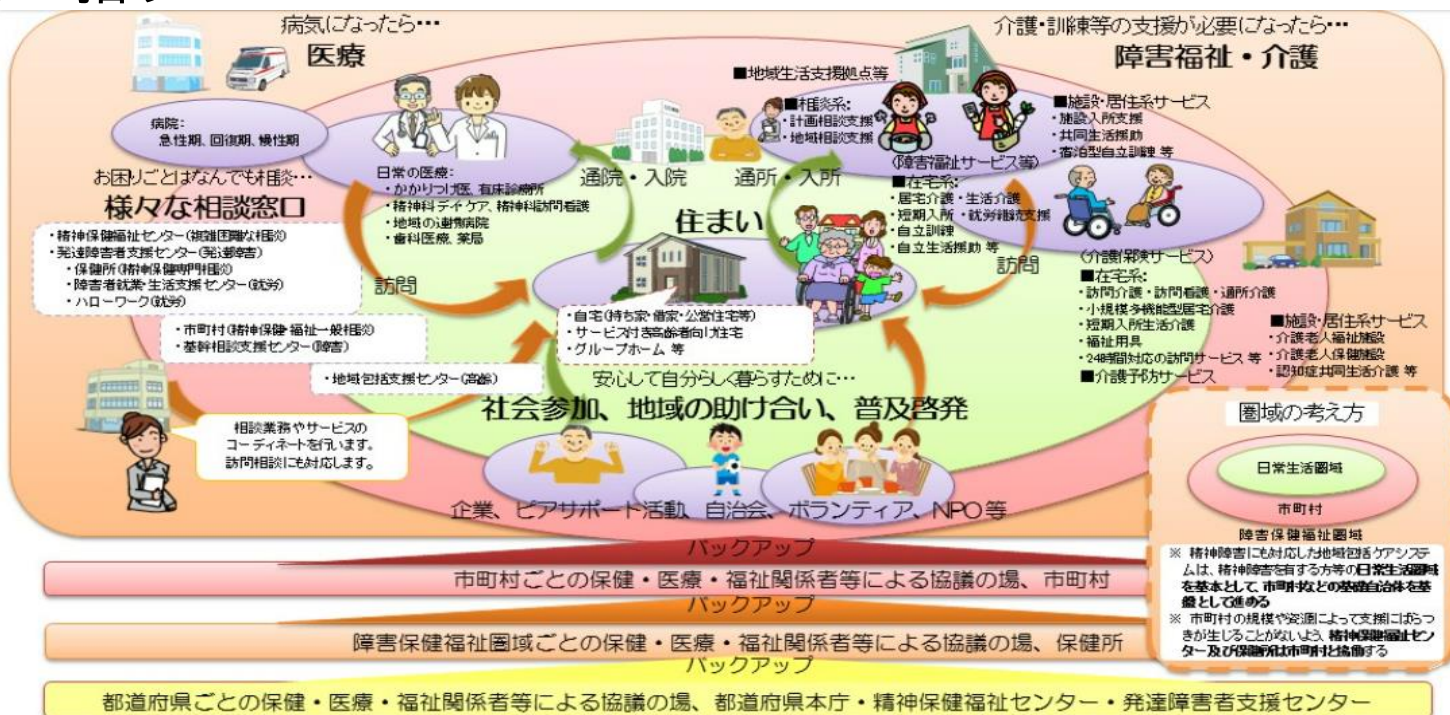 病気になったら…
医療
病院:
急性期、回復期、慢性期
日常の医療:
・かかりつけ医、有床診療所
・精神科デイケア、精神科訪問看護
・地域の連携病院
・歯科医療、薬局
お困りごとはなんでも相談…
様々な相談窓口
・精神保健福祉センター(複雑困難な相談)
・発達障害者支援センター(発達障害)
・保健所(精神保健専門相談)
・障害者就業・生活支援センター(就労)
・ハローワーク(就労)
・市町村(精神保健・福祉一般相談)
・基幹相談支援センター(障害)
・地域包括支援センター(高齢)
相談業務やサービスの
コーディネートを行います。
訪問相談にも対応します。
訪問
通院・入院
通所・入所
住まい
・自宅(持ち家・借家・公営住宅等)
・サービス付き高齢者向け住宅
・グループホーム 等
訪問
介護・訓練等の支援が必要になったら…
障害福祉・介護
■地域生活支援拠点等
■相談系:
・計画相談支援
・地域相談支援
(障害福祉サービス等)
■在宅系:
・居宅介護・生活介護
・短期入所・就労継続支援
・自立訓練
・自立生活援助 等
■施設・居住系サービス
・施設入所支援
・共同生活援助
・宿泊型自立訓練 等
(介護保険サービス)
■在宅系:
・訪問介護・訪問看護・通所介護
・小規模多機能型居宅介護
・短期入所生活介護
・福祉用具
・24時間対応の訪問サービス 等
■介護予防サービス
■施設・居住系サービス
・介護老人福祉施設
・介護老人保健施設
・認知症共同生活介護 等
安心して自分らしく暮らすために…
社会参加、地域の助け合い、普及啓発
企業、ピアサポート活動、自治会、ボランティア、NPO等
圏域の考え方
日常生活圏域
市町村
障害保健福祉圏域
※ 精神障害にも対応した地域包括ケアシステ
ムは、精神障害を有する方等の日常生活圏域
を基本として、市町村などの基礎自治体を基
盤として進める
※ 市町村の規模や資源によって支援にばらつ
きが生じることがないよう、精神保健福祉セン
ター及び保健所は市町村と協働する
バックアップ
市町村ごとの保健・医療・福祉関係者等による協議の場、市町村
バックアップ
障害保健福祉圏域ごとの保健・医療・福祉関係者等による協議の場、保健所
バックアップ
都道府県ごとの保健・医療・福祉関係者等による協議の場、都道府県本庁・精神保健福祉センター・発達障害者支援センター